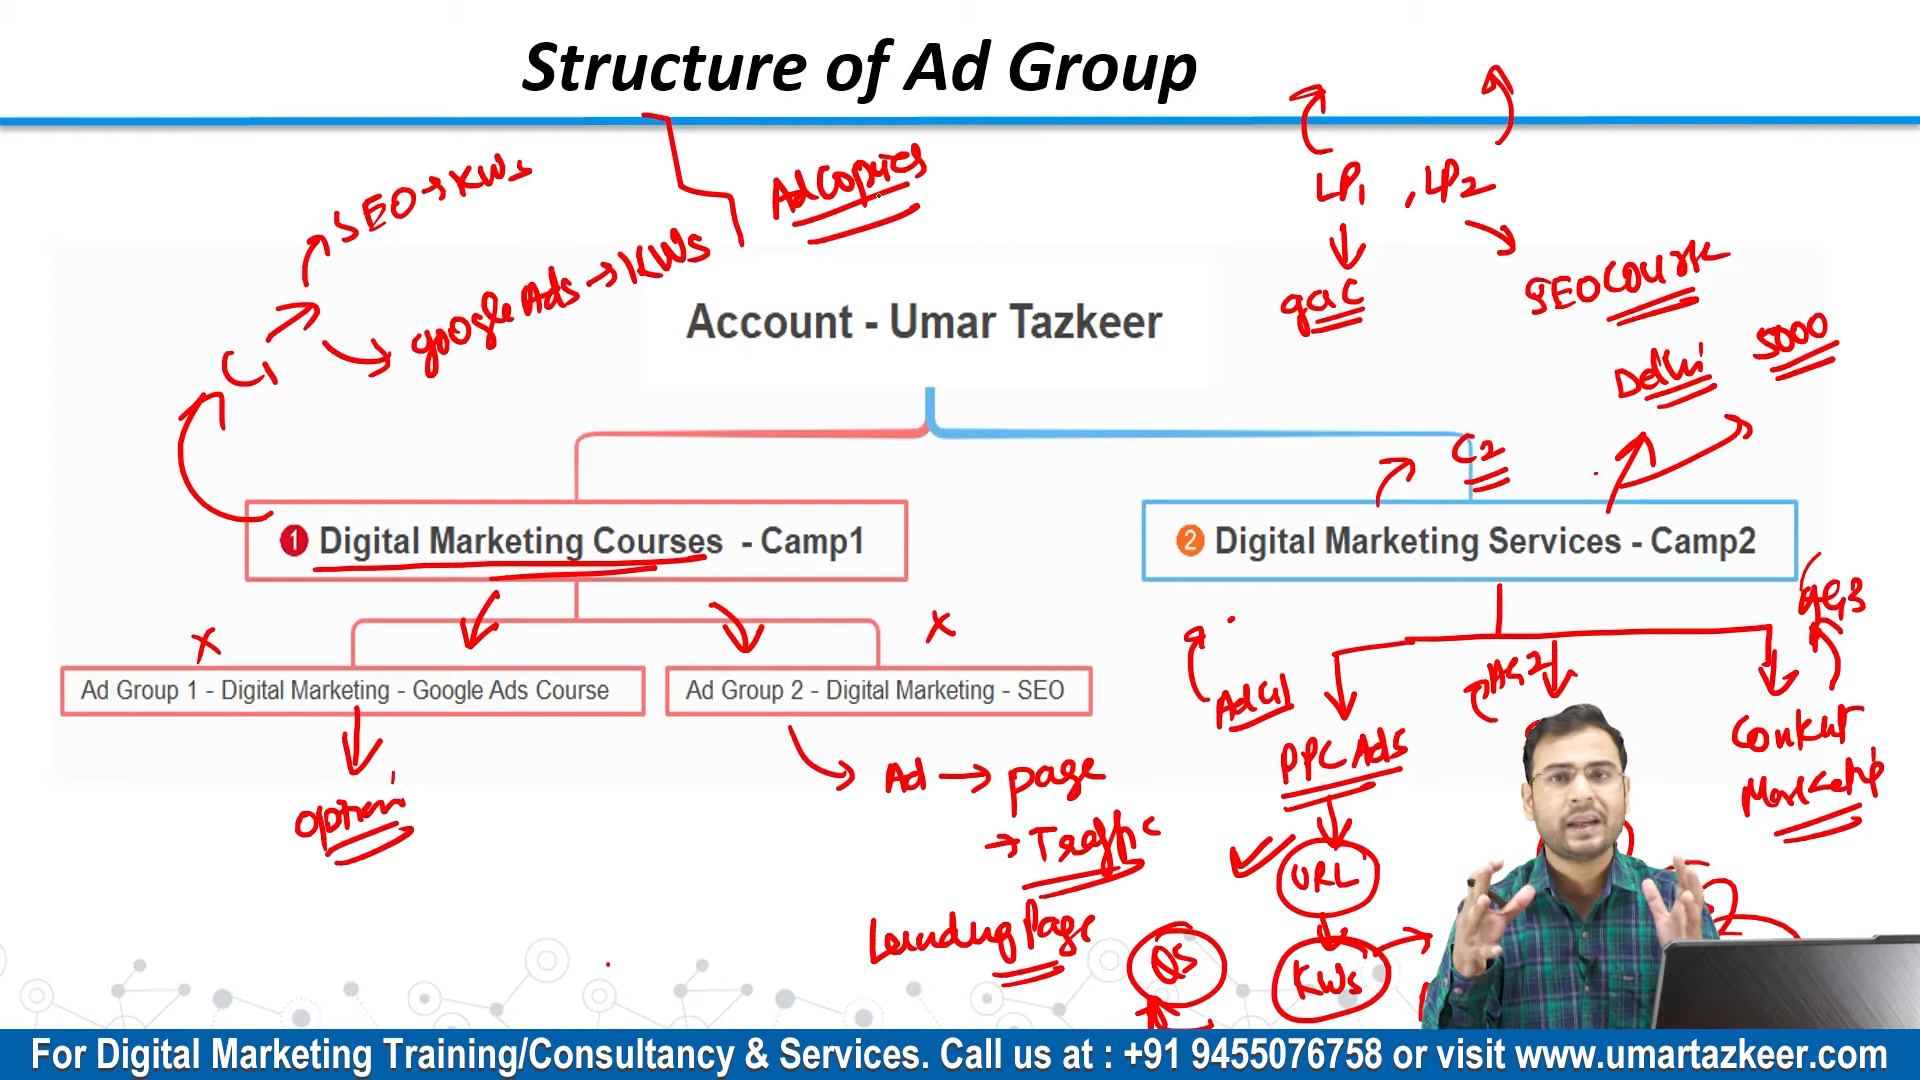 Structure of Ad Group
SEO → KWs
Ad Copies
LP1 , LP2
google Ads → KWs
gac
SEO Course
C1
Account - Umar Tazkeer
Delhi 5000
C2
1 Digital Marketing Courses - Camp1
2 Digital Marketing Services - Camp2
AG3
x x
Ad Group 1 - Digital Marketing - Google Ads Course
Ad Group 2 - Digital Marketing - SEO
AdG1
AG2
PPC Ads
Content
Marketing
Ad → page
→ Traffic
option
URL
Landing Page
QS
KWs
For Digital Marketing Training/Consultancy & Services. Call us at : +91 9455076758 or visit www.umartazkeer.com